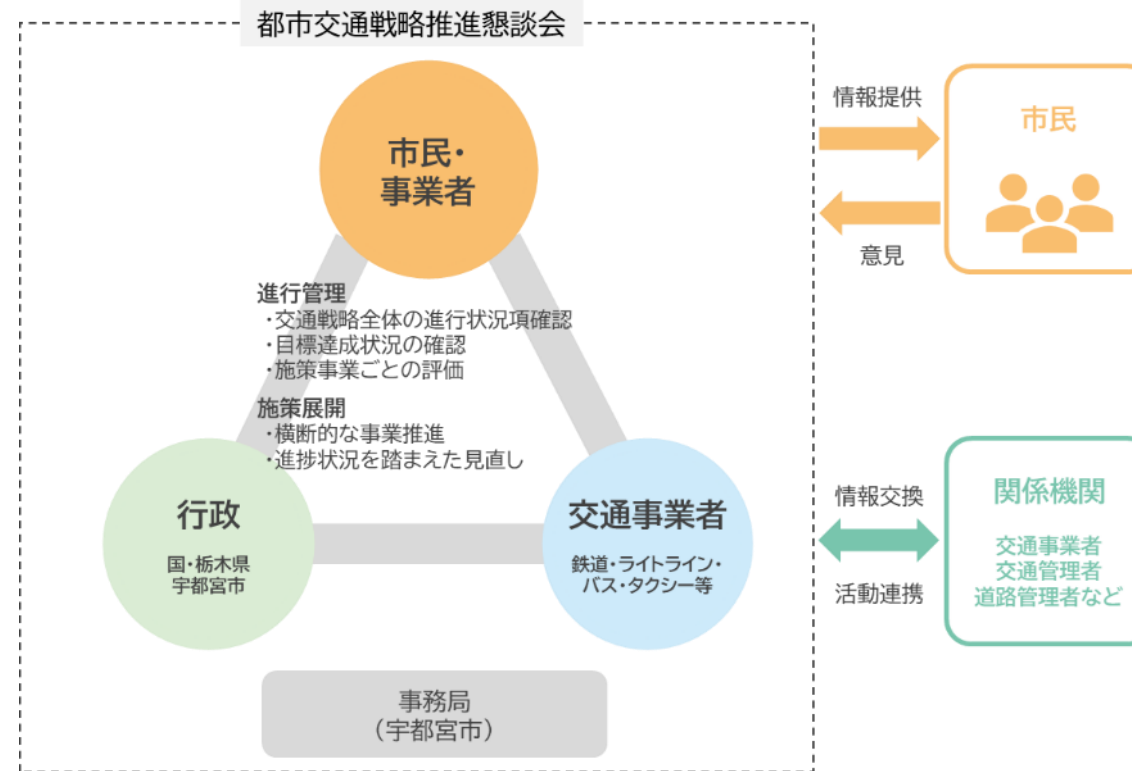 都市交通戦略推進懇談会
市民・
事業者
進行管理
・交通戦略全体の進行状況項確認
・目標達成状況の確認
・施策事業ごとの評価
施策展開
・横断的な事業推進
・進捗状況を踏まえた見直し
行政
国・栃木県
宇都宮市
交通事業者
鉄道・ライトライン・
バス・タクシー等
事務局
（宇都宮市）
情報提供
意見
市民
情報交換
活動連携
関係機関
交通事業者
交通管理者
道路管理者など